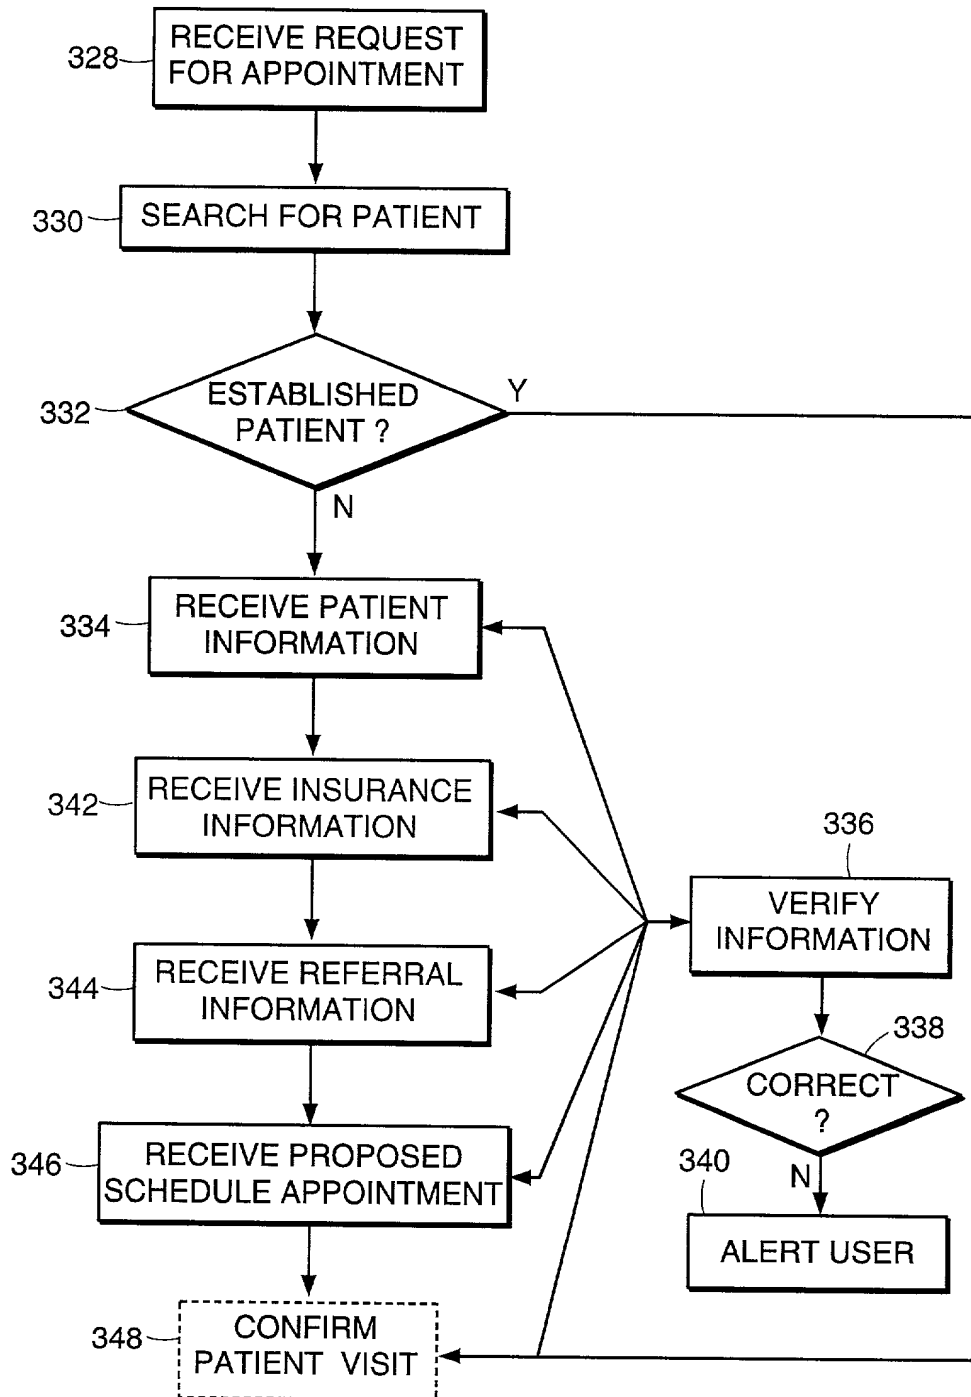 328
RECEIVE REQUEST
FOR APPOINTMENT
330
SEARCH FOR PATIENT
332
ESTABLISHED
PATIENT ?
Y
N
334
RECEIVE PATIENT
INFORMATION
342
RECEIVE INSURANCE
INFORMATION
336
VERIFY
INFORMATION
344
RECEIVE REFERRAL
INFORMATION
338
CORRECT
?
346
RECEIVE PROPOSED
SCHEDULE APPOINTMENT
340
N
ALERT USER
348
CONFIRM
PATIENT VISIT